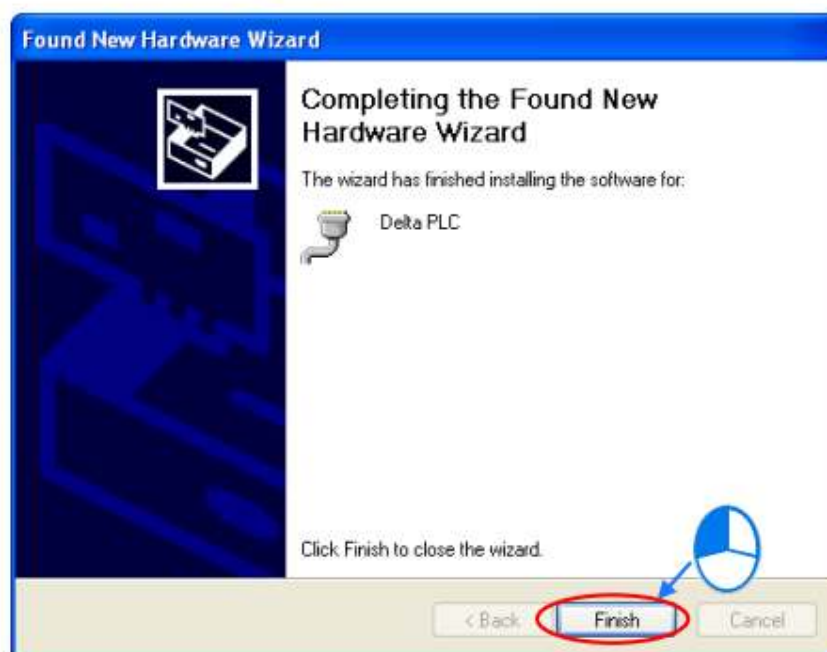 Found New Hardware Wizard
Completing the Found New
Hardware Wizard
The wizard has finished installing the software for:
Delta PLC
Click Finish to close the wizard.
< Back
Finish
Cancel